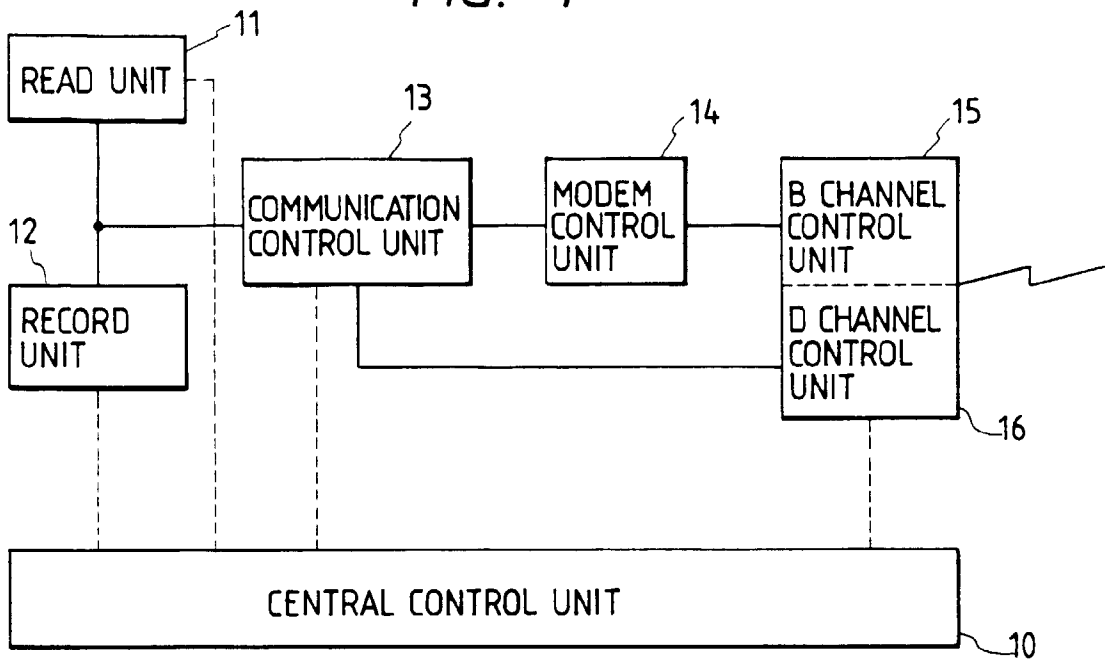 11
READ UNIT
13
14
15
COMMUNICATION
CONTROL UNIT
MODEM
CONTROL
UNIT
B CHANNEL
CONTROL
UNIT
12
RECORD
UNIT
D CHANNEL
CONTROL
UNIT
16
CENTRAL CONTROL UNIT
10